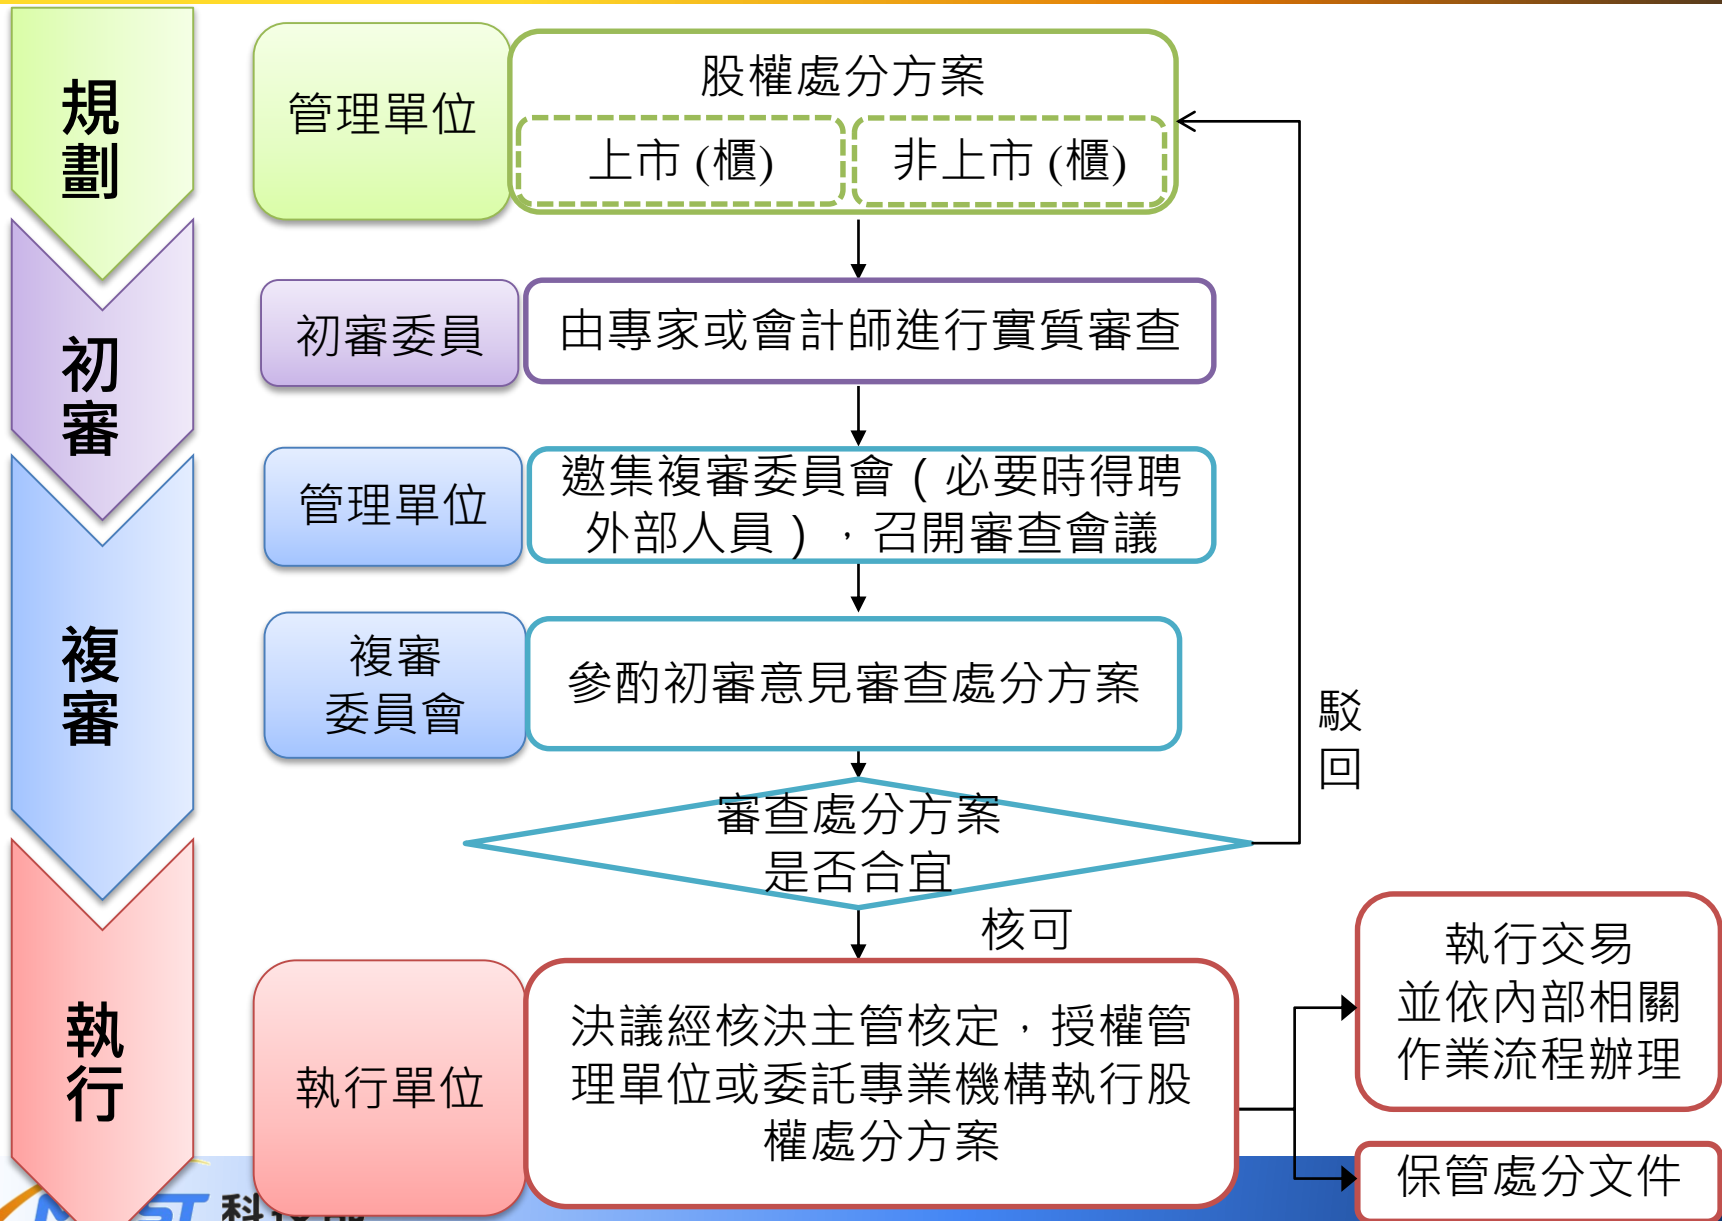 規劃
管理單位
股權處分方案
上市 (櫃)
非上市 (櫃)
初審
初審委員
由專家或會計師進行實質審查
複審
管理單位
邀集複審委員會(必要時得聘
外部人員),召開審查會議
複審
委員會
參酌初審意見審查處分方案
審查處分方案
是否合宜
駁回
核可
執行
執行單位
決議經核決主管核定,授權管
理單位或委託專業機構執行股
權處分方案
執行交易
並依內部相關
作業流程辦理
保管處分文件